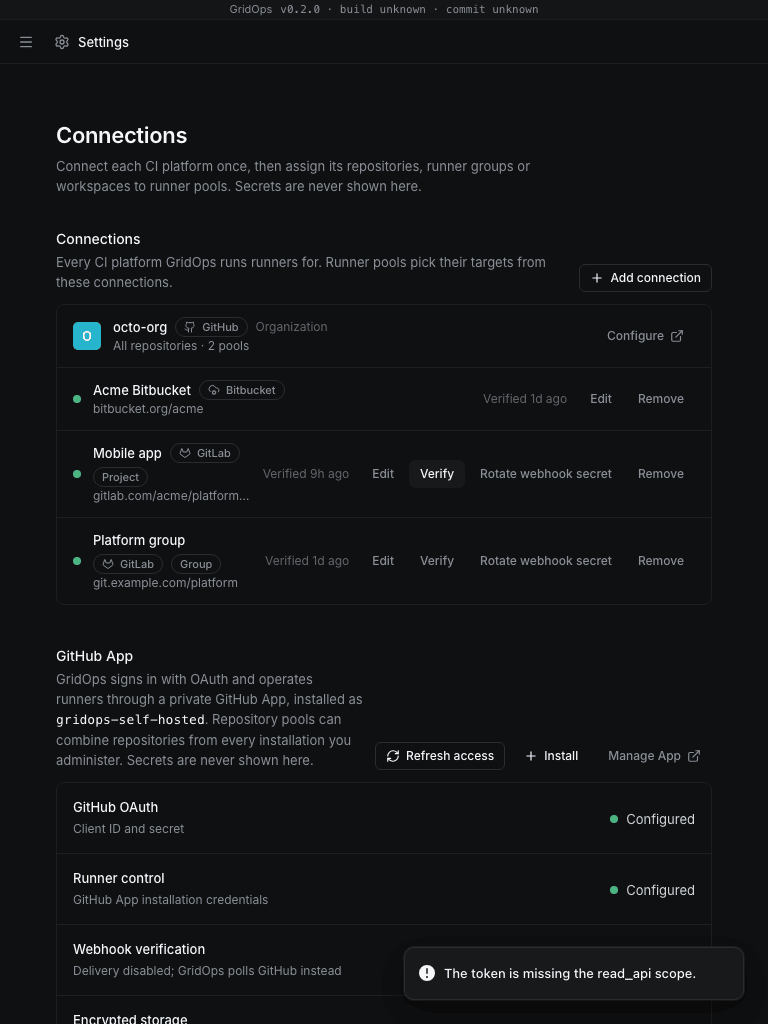 GridOps v0.2.0 · build unknown · commit unknown
Settings
Connections
Connect each CI platform once, then assign its repositories, runner groups or
workspaces to runner pools. Secrets are never shown here.
Connections
Every CI platform GridOps runs runners for. Runner pools pick their targets from
these connections.
Add connection
O
octo-org GitHub Organization
All repositories · 2 pools
Configure
Acme Bitbucket Bitbucket
bitbucket.org/acme
Verified 1d ago Edit Remove
Mobile app GitLab
Project
gitlab.com/acme/platform...
Verified 9h ago Edit Verify Rotate webhook secret Remove
Platform group
GitLab Group
git.example.com/platform
Verified 1d ago Edit Verify Rotate webhook secret Remove
GitHub App
GridOps signs in with OAuth and operates
runners through a private GitHub App, installed as
gridops-self-hosted. Repository pools can
combine repositories from every installation you
administer. Secrets are never shown here.
Refresh access Install Manage App
GitHub OAuth
Client ID and secret
Configured
Runner control
GitHub App installation credentials
Configured
Webhook verification
Delivery disabled; GridOps polls GitHub instead
The token is missing the read_api scope.
Encrypted storage